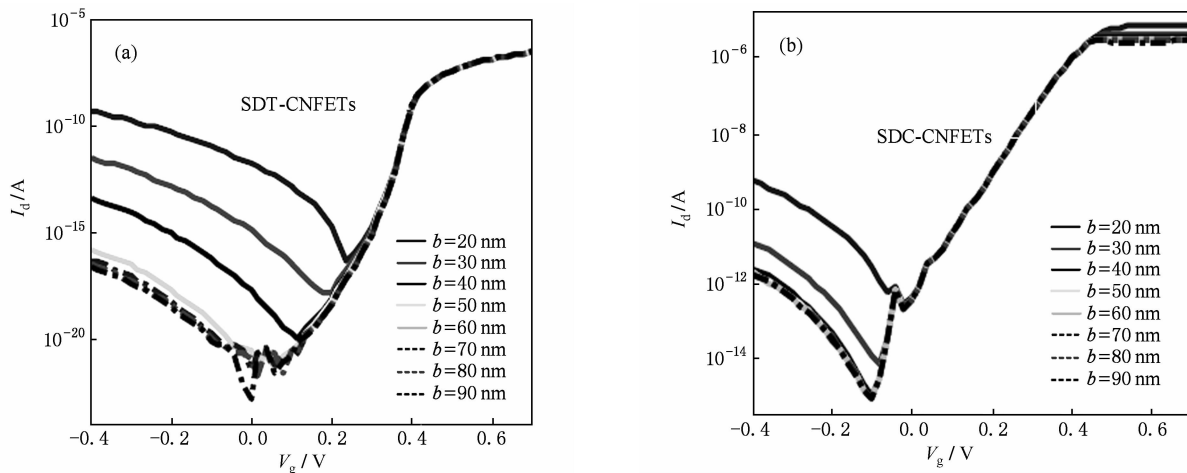 (a)
SDT-CNFETs
I_d / A
10^{-5}
10^{-10}
10^{-15}
10^{-20}
b=20 nm
b=30 nm
b=40 nm
b=50 nm
b=60 nm
b=70 nm
b=80 nm
b=90 nm
−0.4 −0.2 0.0 0.2 0.4 0.6
V_g / V
(b)
SDC-CNFETs
I_d / A
10^{-6}
10^{-8}
10^{-10}
10^{-12}
10^{-14}
b=20 nm
b=30 nm
b=40 nm
b=50 nm
b=60 nm
b=70 nm
b=80 nm
b=90 nm
−0.4 −0.2 0.0 0.2 0.4 0.6
V_g / V